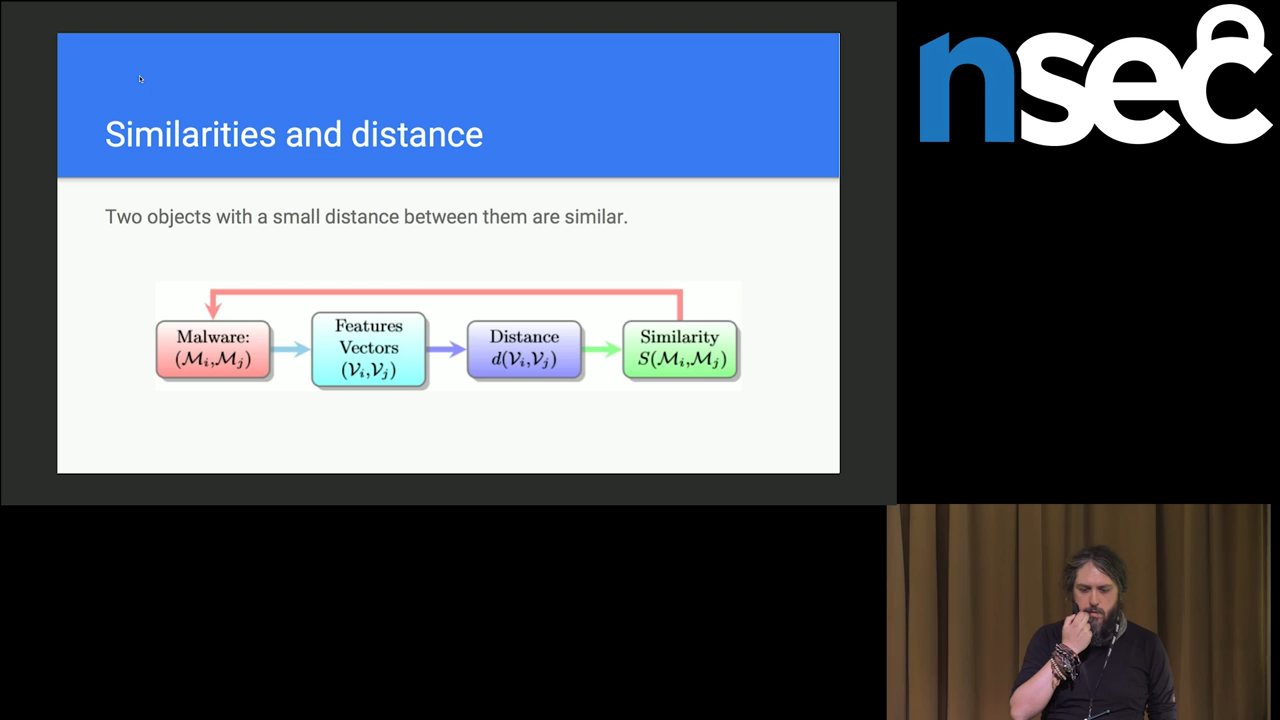 nsec
Similarities and distance
Two objects with a small distance between them are similar.
Malware:
(ℳᵢ,ℳⱼ)
Features
Vectors
(𝒱ᵢ,𝒱ⱼ)
Distance
d(𝒱ᵢ,𝒱ⱼ)
Similarity
S(ℳᵢ,ℳⱼ)